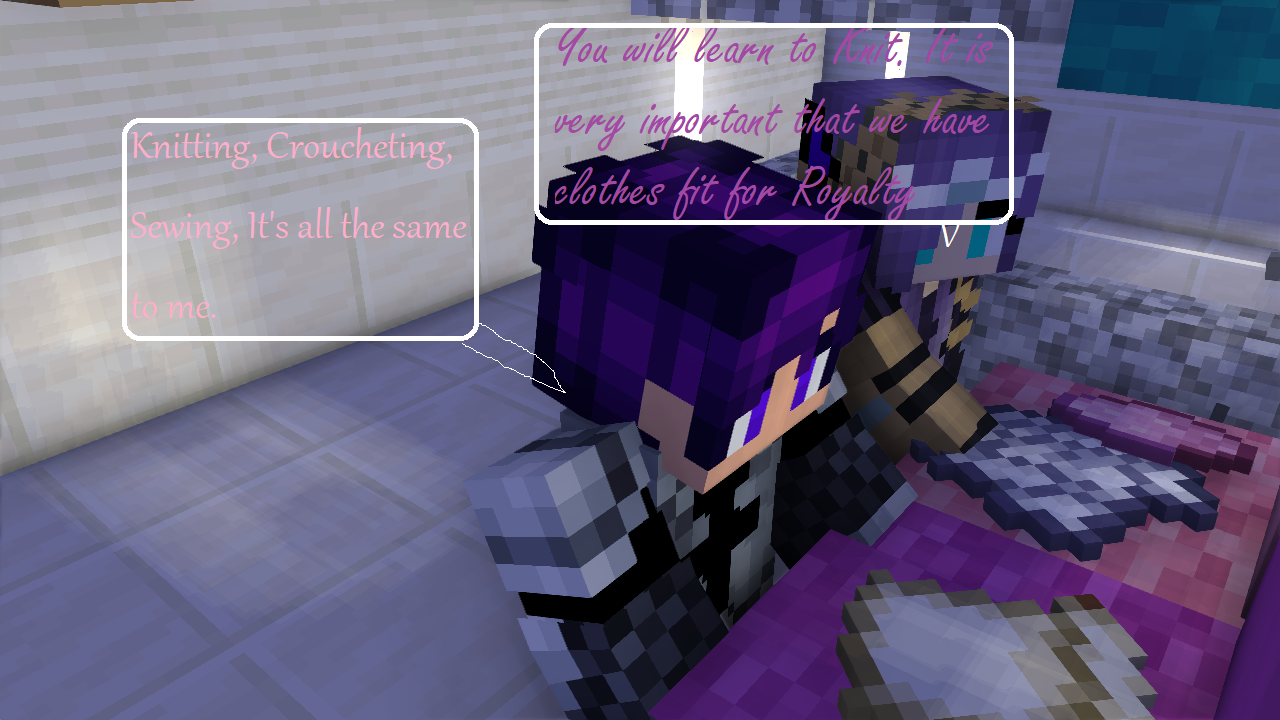 You will learn to Knit. It is
very important that we have
clothes fit for Royalty
Knitting, Croucheting,
Sewing, It's all the same
to me.